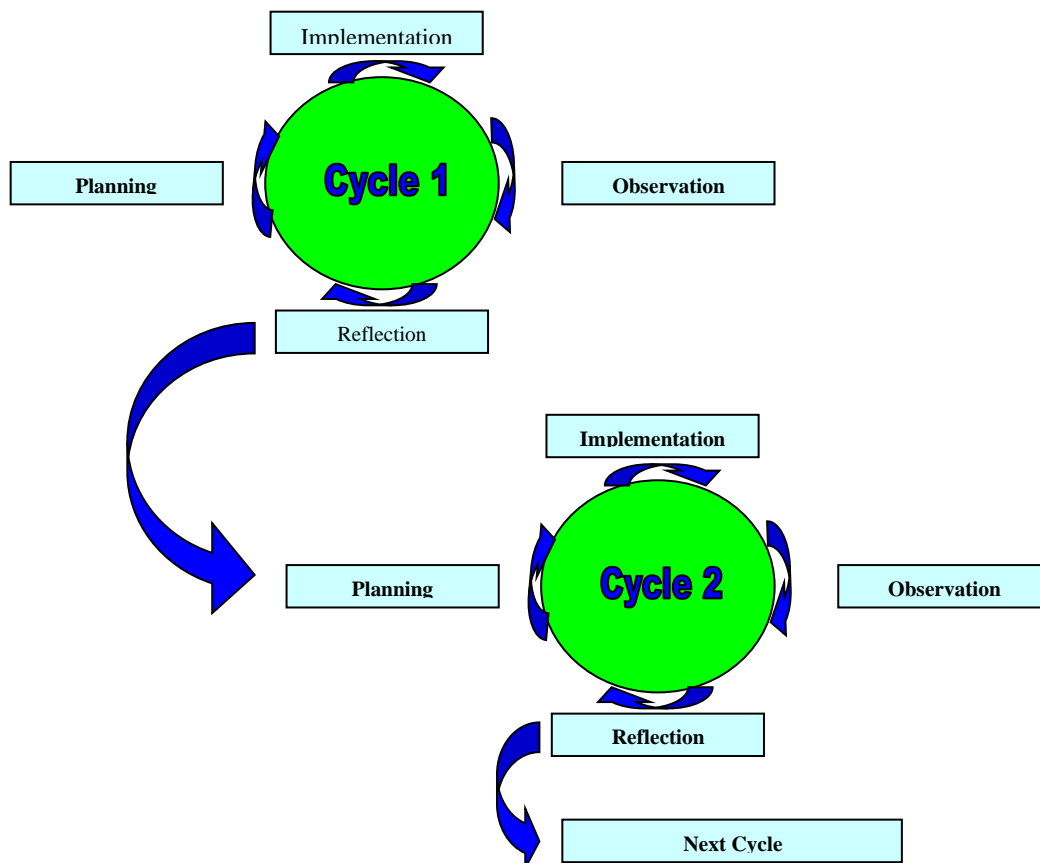 Implementation
Planning
Cycle 1
Observation
Reflection
Implementation
Planning
Cycle 2
Observation
Reflection
Next Cycle